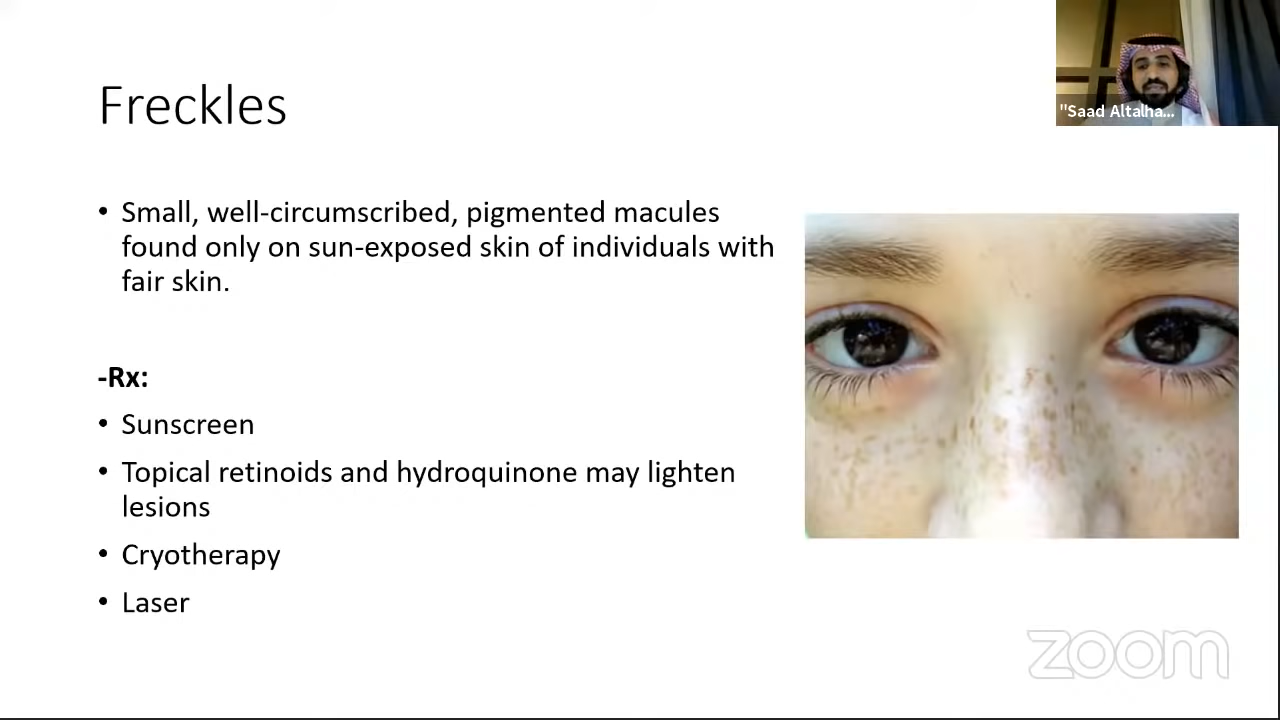 Freckles
"Saad Altalha...
• Small, well-circumscribed, pigmented macules
found only on sun-exposed skin of individuals with
fair skin.
-Rx:
• Sunscreen
• Topical retinoids and hydroquinone may lighten
lesions
• Cryotherapy
• Laser
zoom